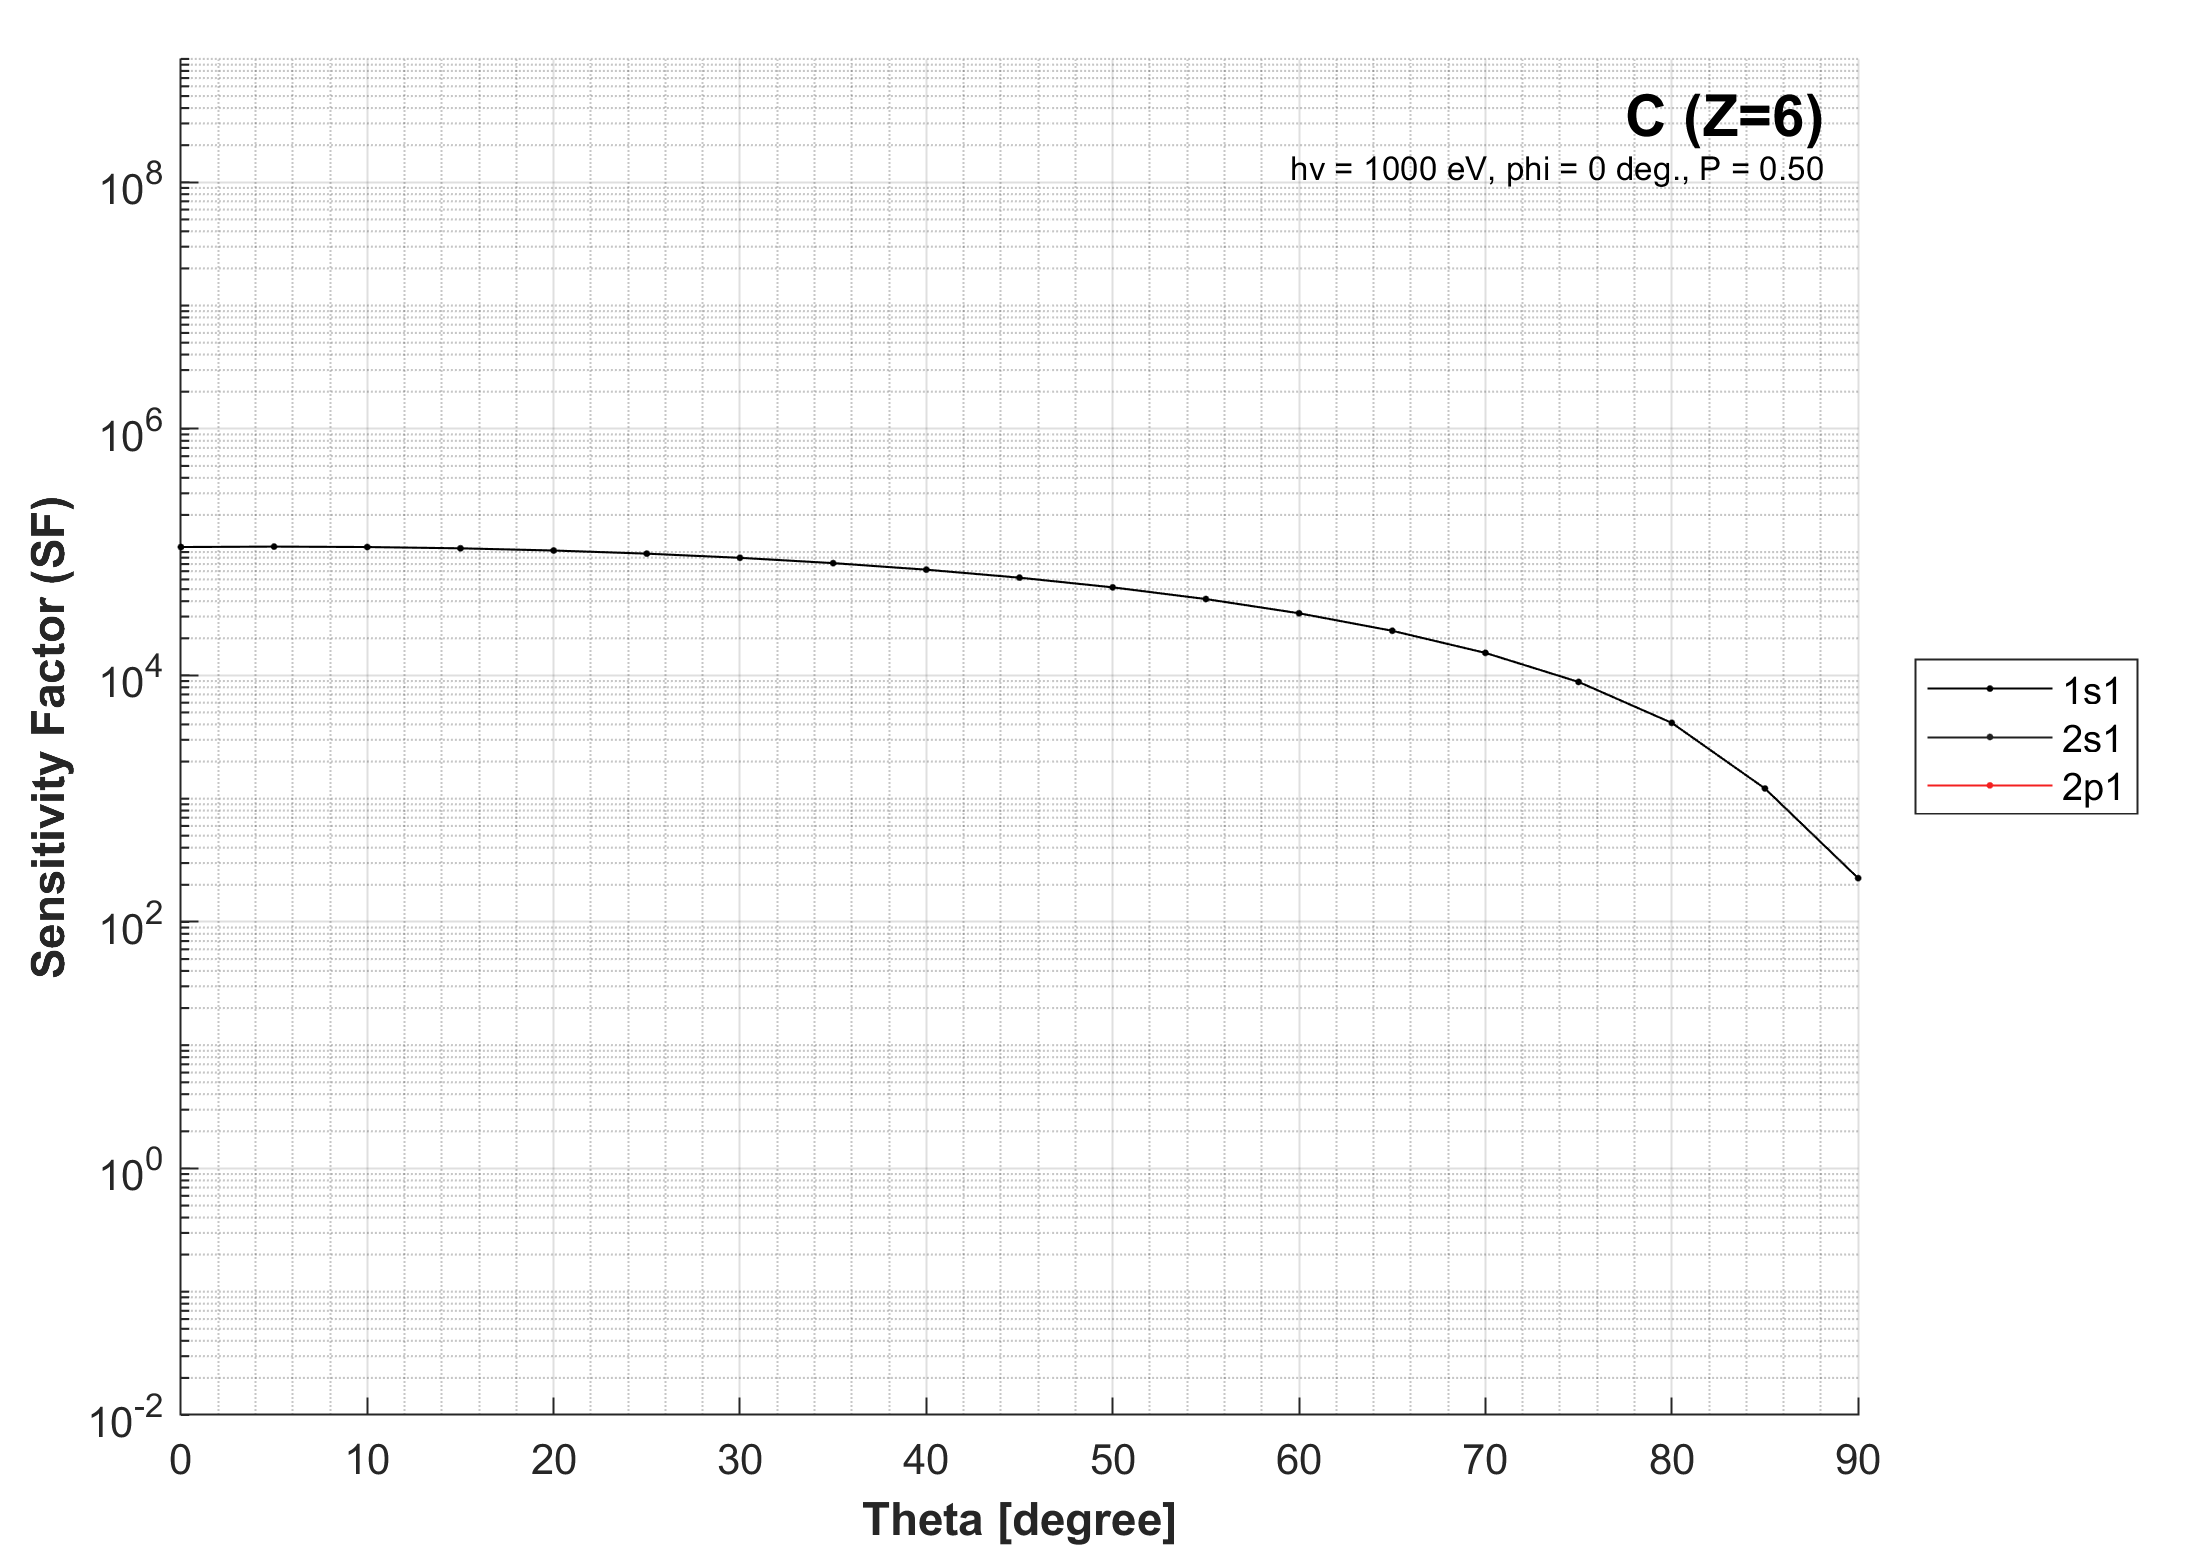 C (Z=6)
hv = 1000 eV, phi = 0 deg., P = 0.50
10^8
10^6
10^4
10^2
10^0
10^-2
Sensitivity Factor (SF)
0 10 20 30 40 50 60 70 80 90
Theta [degree]
1s1
2s1
2p1